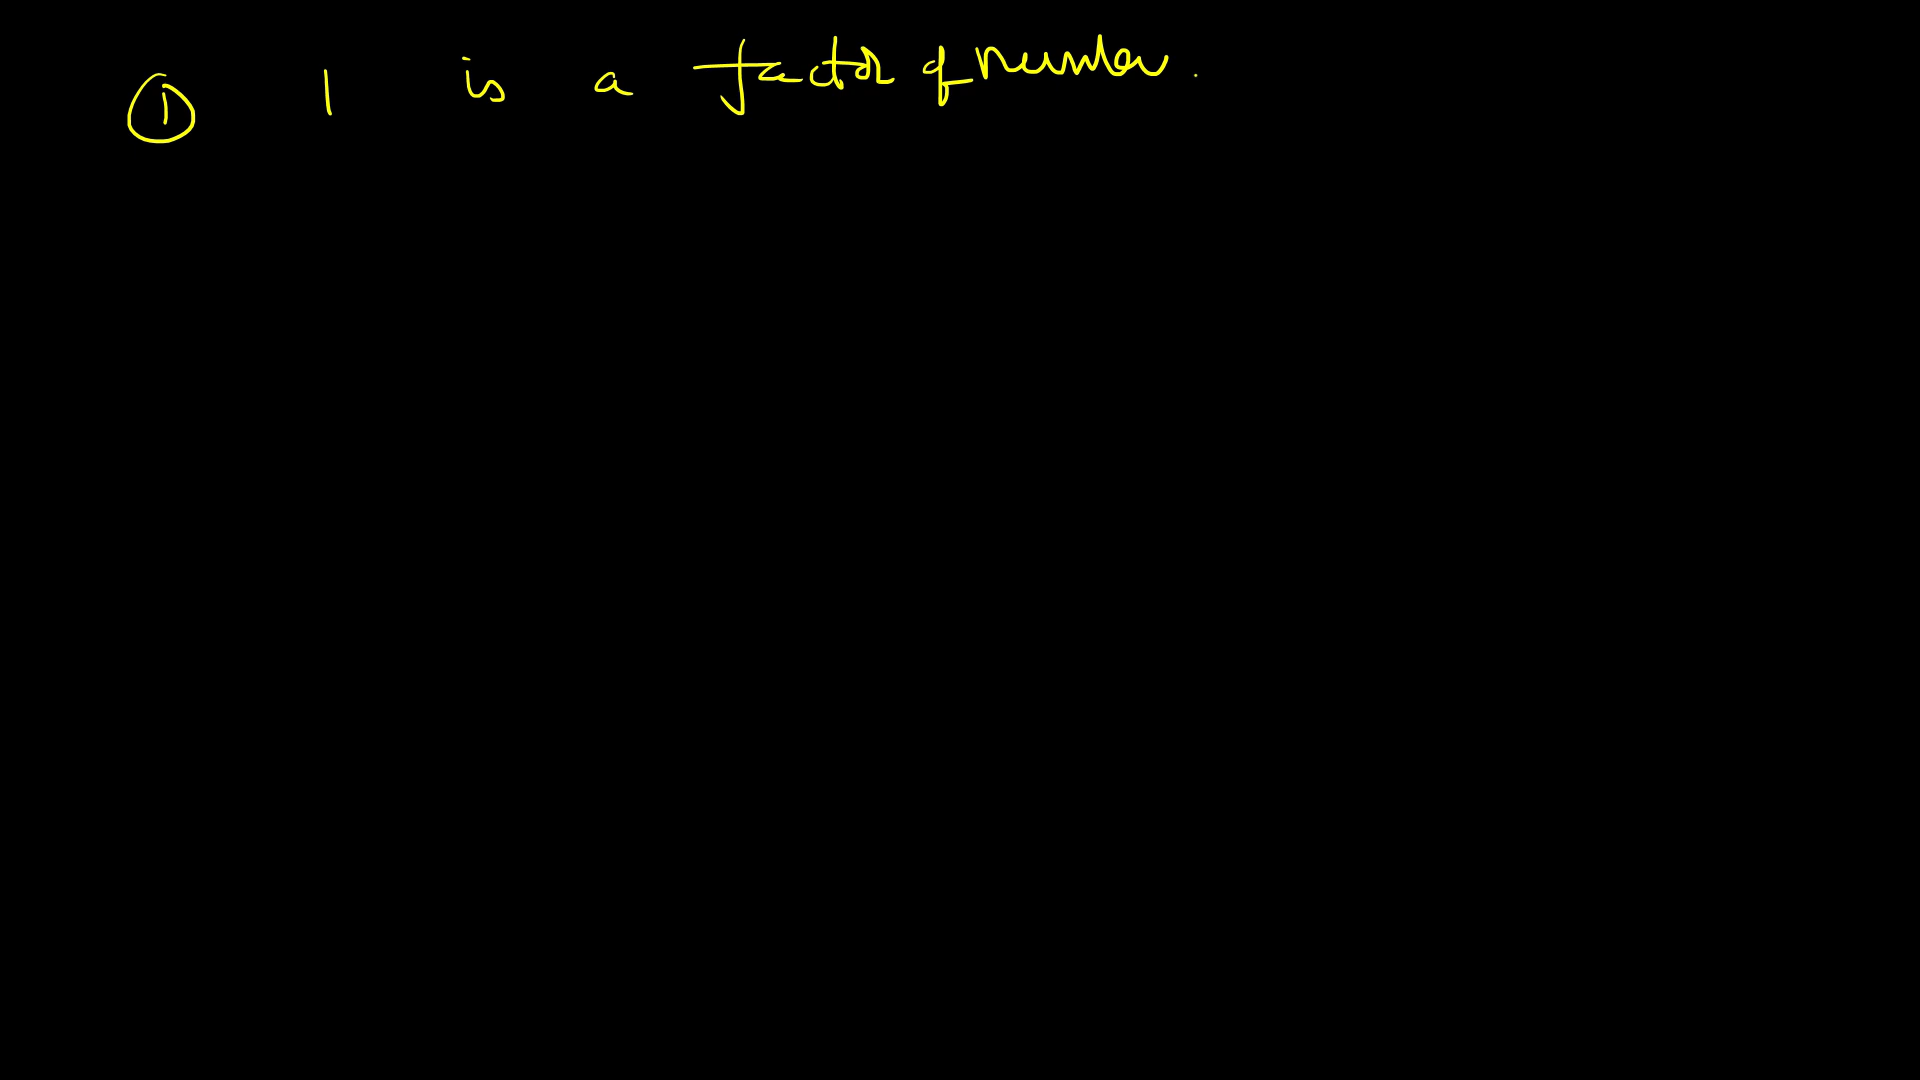 ① 1 is a factor of number.